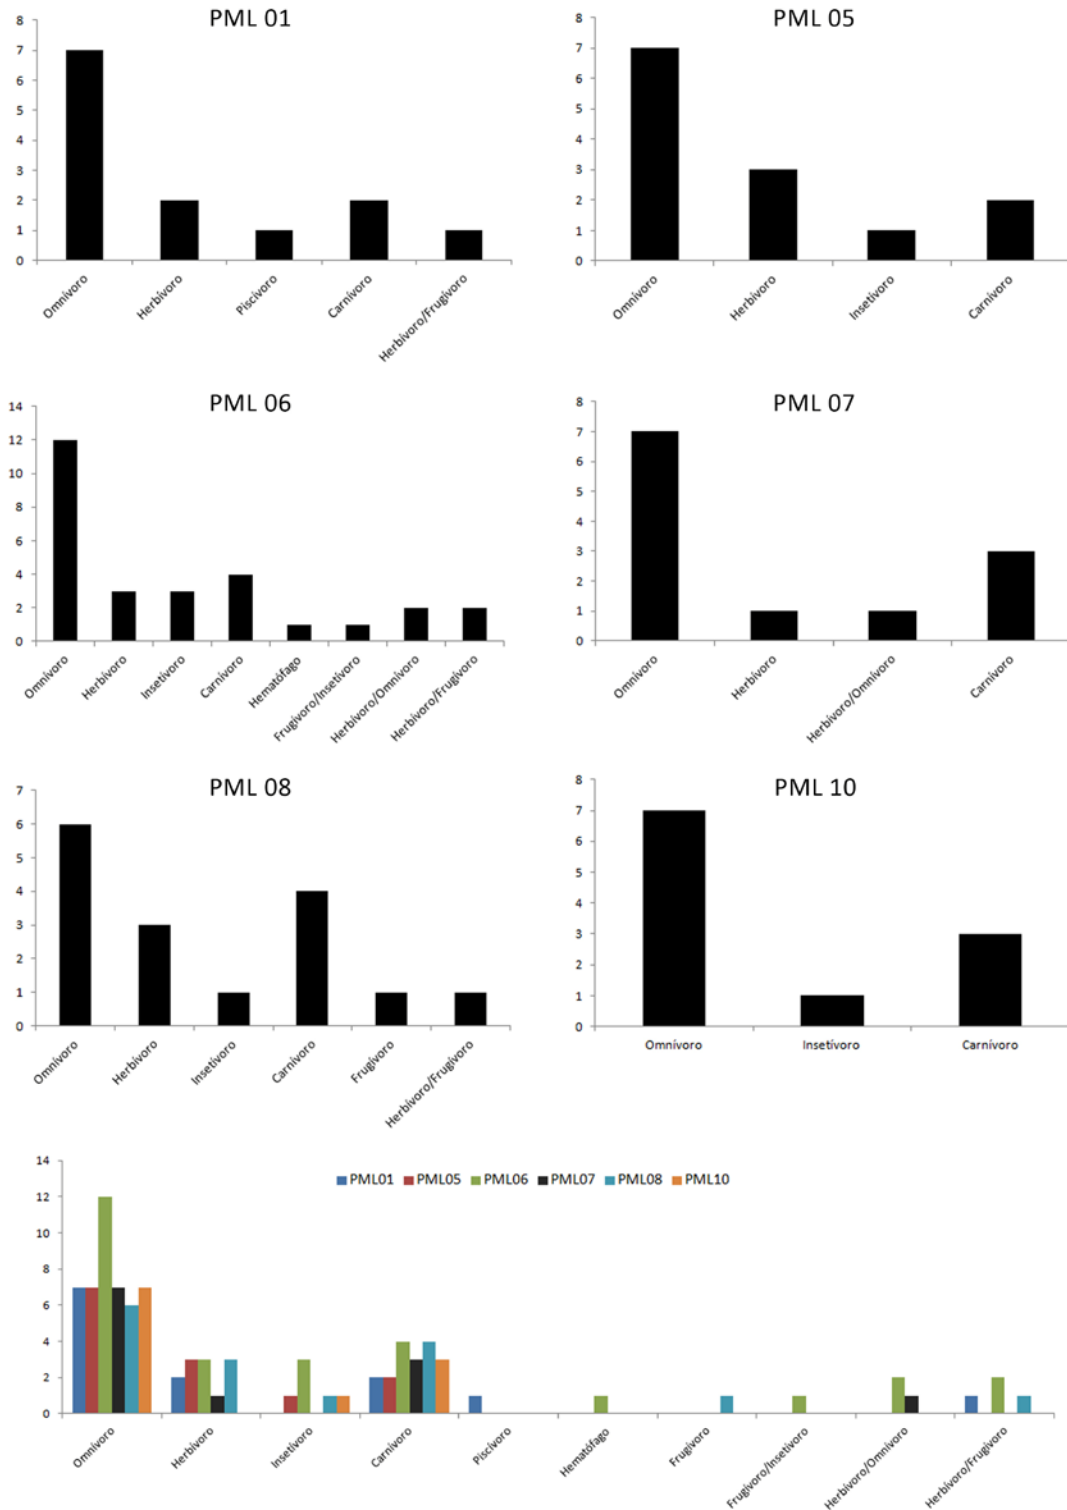 PML 01
8
7
6
5
4
3
2
1
0
Omnívoro
Herbívoro
Piscívoro
Carnívoro
Herbívoro/Frugívoro
PML 05
8
7
6
5
4
3
2
1
0
Omnívoro
Herbívoro
Insetívoro
Carnívoro
PML 06
14
12
10
8
6
4
2
0
Omnívoro
Herbívoro
Insetívoro
Carnívoro
Hematófago
Frugívoro/Insetívoro
Herbívoro/Omnívoro
Herbívoro/Frugívoro
PML 07
8
7
6
5
4
3
2
1
0
Omnívoro
Herbívoro
Herbívoro/Omnívoro
Carnívoro
PML 08
7
6
5
4
3
2
1
0
Omnívoro
Herbívoro
Insetívoro
Carnívoro
Frugívoro
Herbívoro/Frugívoro
PML 10
8
7
6
5
4
3
2
1
0
Omnívoro
Insetívoro
Carnívoro
14
12
10
8
6
4
2
0
PML01 PML05 PML06 PML07 PML08 PML10
Omnívoro
Herbívoro
Insetívoro
Carnívoro
Piscívoro
Hematófago
Frugívoro
Frugívoro/Insetívoro
Herbívoro/Omnívoro
Herbívoro/Frugívoro